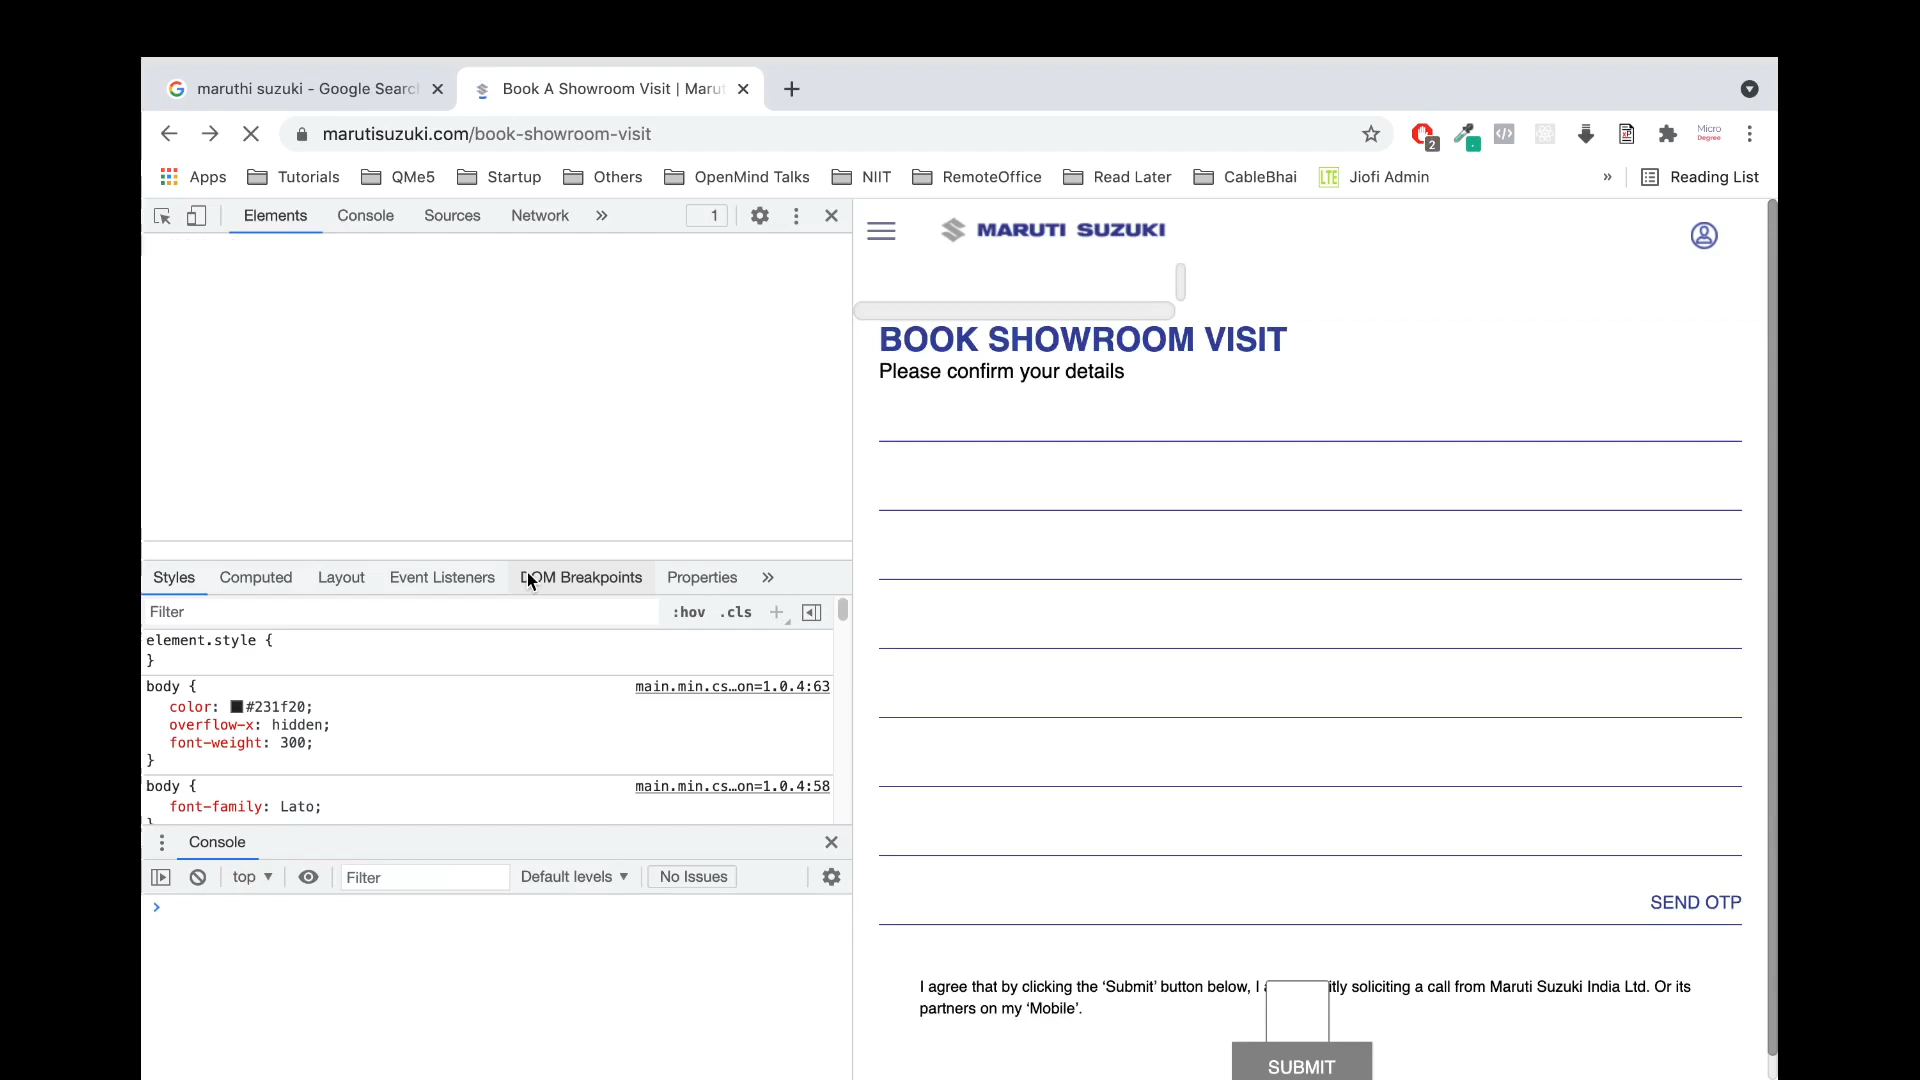 maruthi suzuki - Google Searc
Book A Showroom Visit | Marut
marutisuzuki.com/book-showroom-visit
2
Micro
Degree
Apps
Tutorials
QMe5
Startup
Others
OpenMind Talks
NIIT
RemoteOffice
Read Later
CableBhai
LTE
Jiofi Admin
»
Reading List
Elements
Console
Sources
Network
»
1
MARUTI SUZUKI
BOOK SHOWROOM VISIT
Please confirm your details
SEND OTP
I agree that by clicking the ‘Submit’ button below, I itly soliciting a call from Maruti Suzuki India Ltd. Or its
partners on my ‘Mobile’.
SUBMIT
Styles
Computed
Layout
Event Listeners
DOM Breakpoints
Properties
»
Filter
:hov
.cls
element.style {
}
body {
main.min.cs…on=1.0.4:63
color: #231f20;
overflow-x: hidden;
font-weight: 300;
}
body {
main.min.cs…on=1.0.4:58
font-family: Lato;
}
Console
top
Filter
Default levels
No Issues